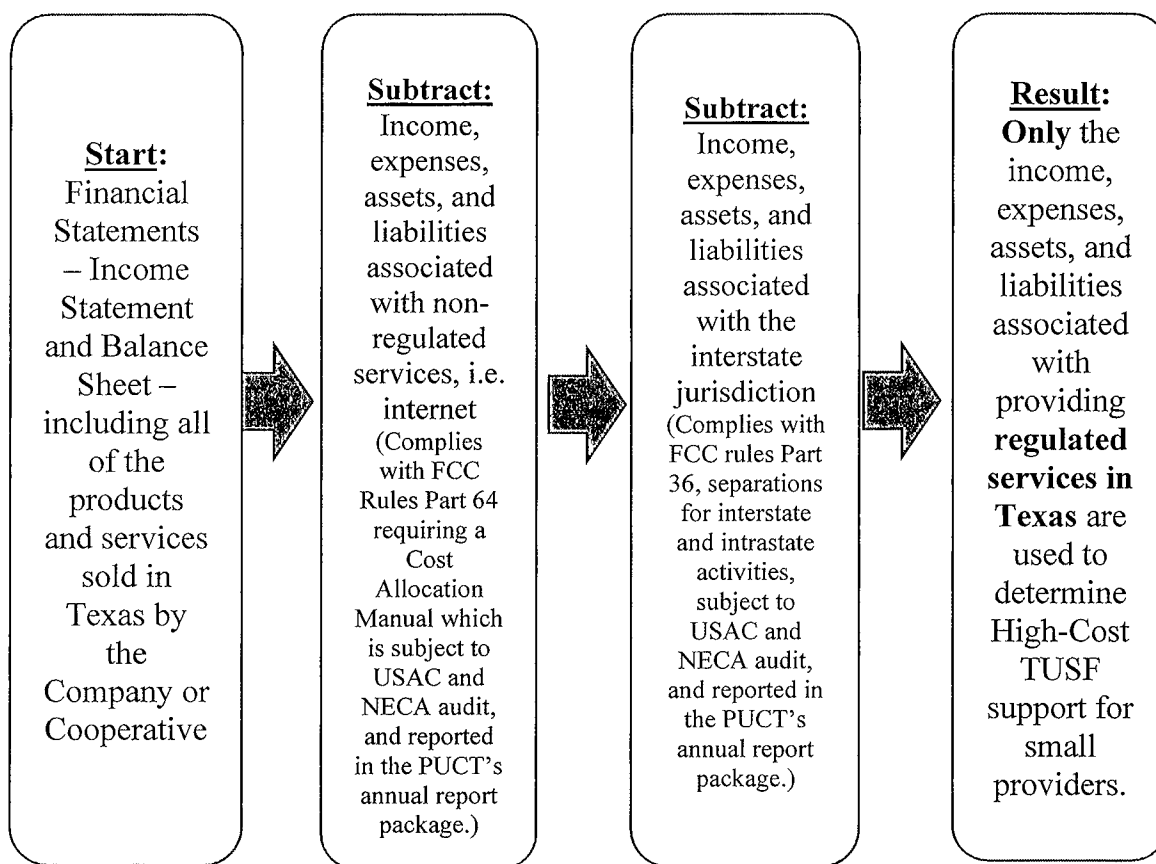 Start:
Financial
Statements
– Income
Statement
and Balance
Sheet –
including all
of the
products
and services
sold in
Texas by
the
Company or
Cooperative
Subtract:
Income,
expenses,
assets, and
liabilities
associated
with non-
regulated
services, i.e.
internet
(Complies
with FCC
Rules Part 64
requiring a
Cost
Allocation
Manual which
is subject to
USAC and
NECA audit,
and reported
in the PUCT's
annual report
package.)
Subtract:
Income,
expenses,
assets, and
liabilities
associated
with the
interstate
jurisdiction
(Complies with
FCC rules Part
36, separations
for interstate
and intrastate
activities,
subject to
USAC and
NECA audit,
and reported in
the PUCT's
annual report
package.)
Result:
Only the
income,
expenses,
assets, and
liabilities
associated
with
providing
regulated
services in
Texas are
used to
determine
High-Cost
TUSF
support for
small
providers.